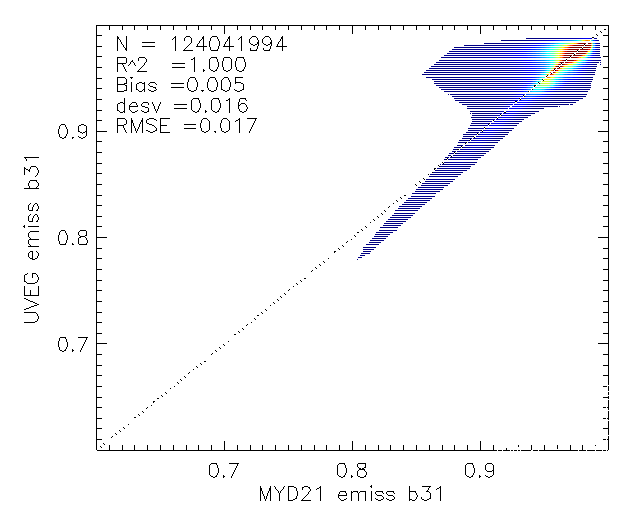 N = 124041994
R^2 =1.000
Bias =0.005
desv =0.016
RMSE =0.017
0.9
0.8
0.7
UVEG emiss b31
0.7 0.8 0.9
MYD21 emiss b31